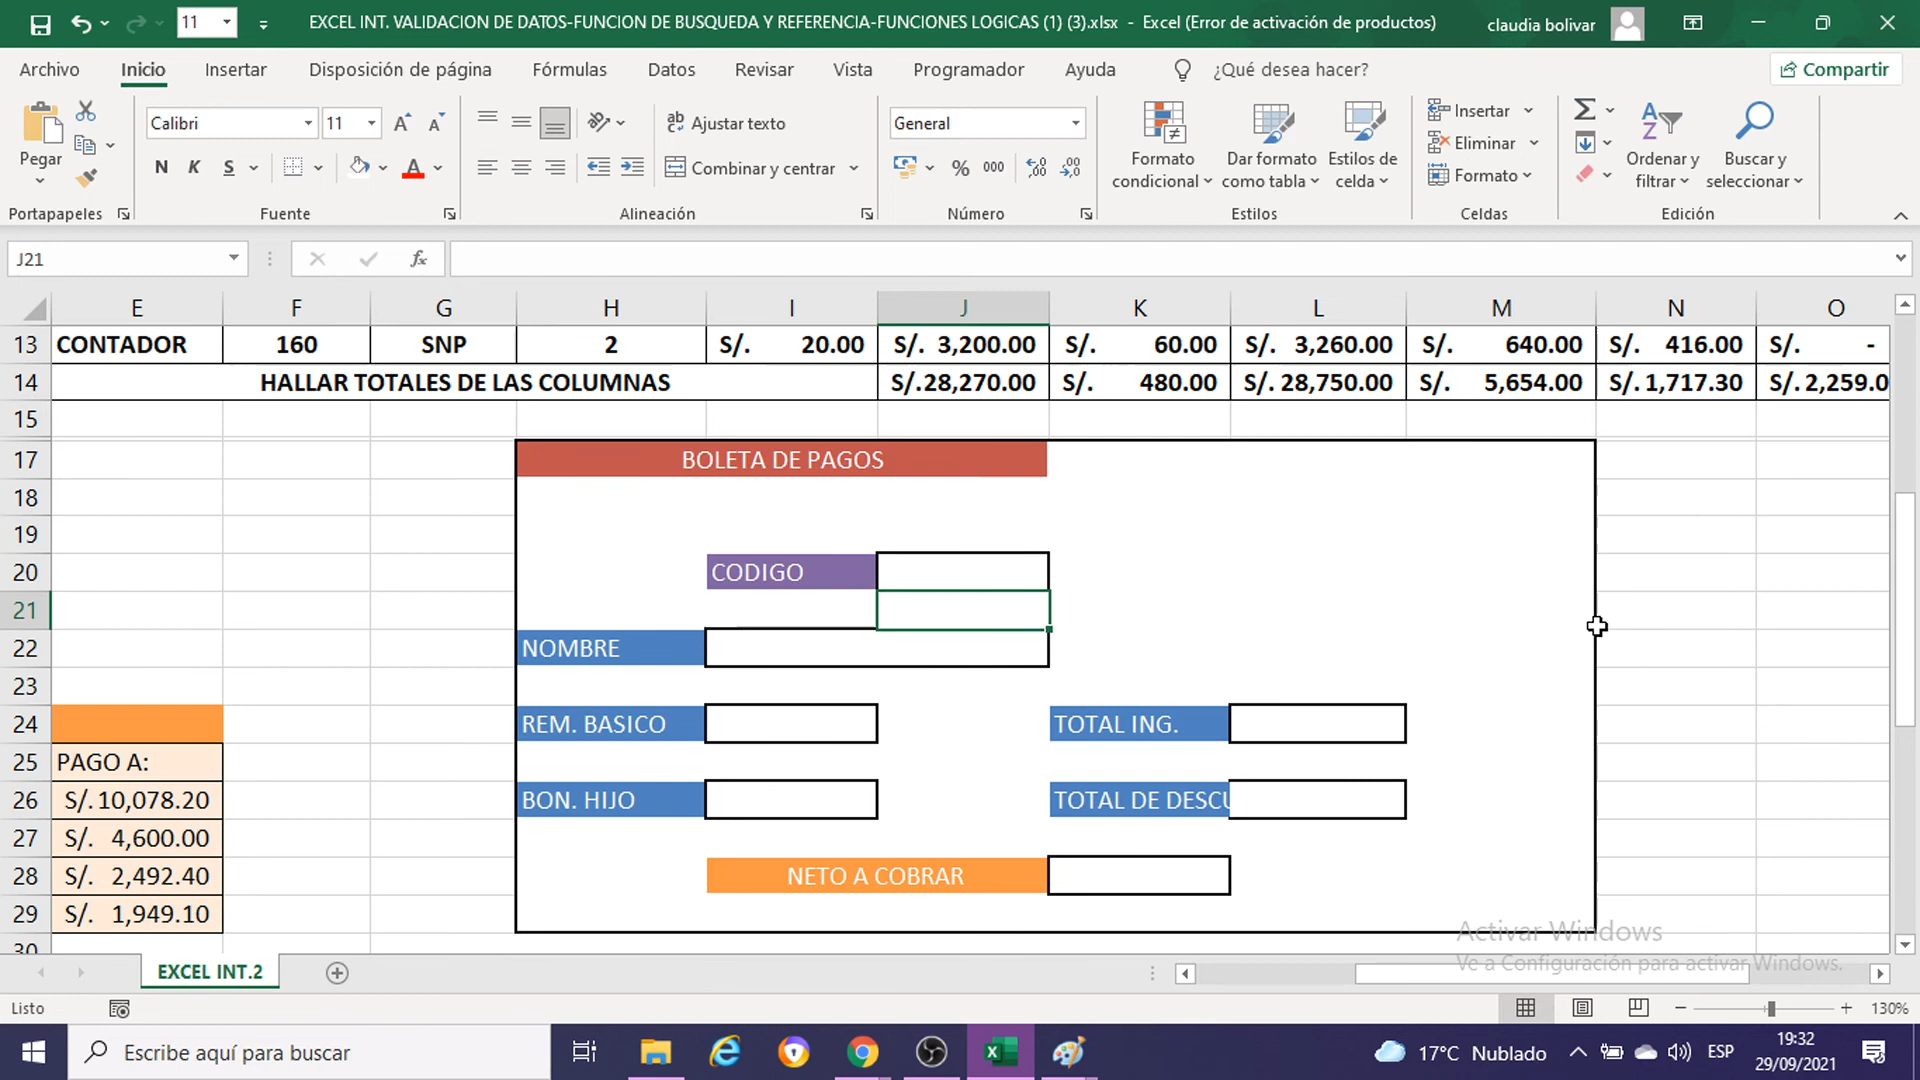 11
EXCEL INT. VALIDACION DE DATOS-FUNCION DE BUSQUEDA Y REFERENCIA-FUNCIONES LOGICAS (1) (3).xlsx - Excel (Error de activación de productos)
claudia bolivar
Archivo Inicio Insertar Disposición de página Fórmulas Datos Revisar Vista Programador Ayuda ¿Qué desea hacer? Compartir
Pegar
Calibri 11
N K S
Ajustar texto
Combinar y centrar
General
% 000
Formato condicional
Dar formato como tabla
Estilos de celda
Insertar
Eliminar
Formato
Ordenar y filtrar
Buscar y seleccionar
Portapapeles Fuente Alineación Número Estilos Celdas Edición
J21 fx
E F G H I J K L M N O
13 CONTADOR 160 SNP 2 S/. 20.00 S/. 3,200.00 S/. 60.00 S/. 3,260.00 S/. 640.00 S/. 416.00 S/. -
14 HALLAR TOTALES DE LAS COLUMNAS S/.28,270.00 S/. 480.00 S/. 28,750.00 S/. 5,654.00 S/. 1,717.30 S/. 2,259.0
15
17 BOLETA DE PAGOS
18
19
20 CODIGO
21
22 NOMBRE
23
24 REM. BASICO TOTAL ING.
25 PAGO A:
26 S/. 10,078.20 BON. HIJO TOTAL DE DESCU
27 S/. 4,600.00
28 S/. 2,492.40 NETO A COBRAR
29 S/. 1,949.10
30
Activar Windows
Ve a Configuración para activar Windows.
EXCEL INT.2
Listo
130%
Escribe aquí para buscar
17°C Nublado
ESP
19:32
29/09/2021